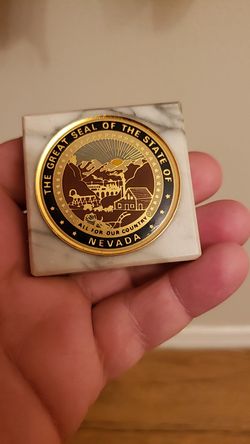 THE GREAT SEAL OF THE STATE OF
NEVADA
ALL FOR OUR COUNTRY